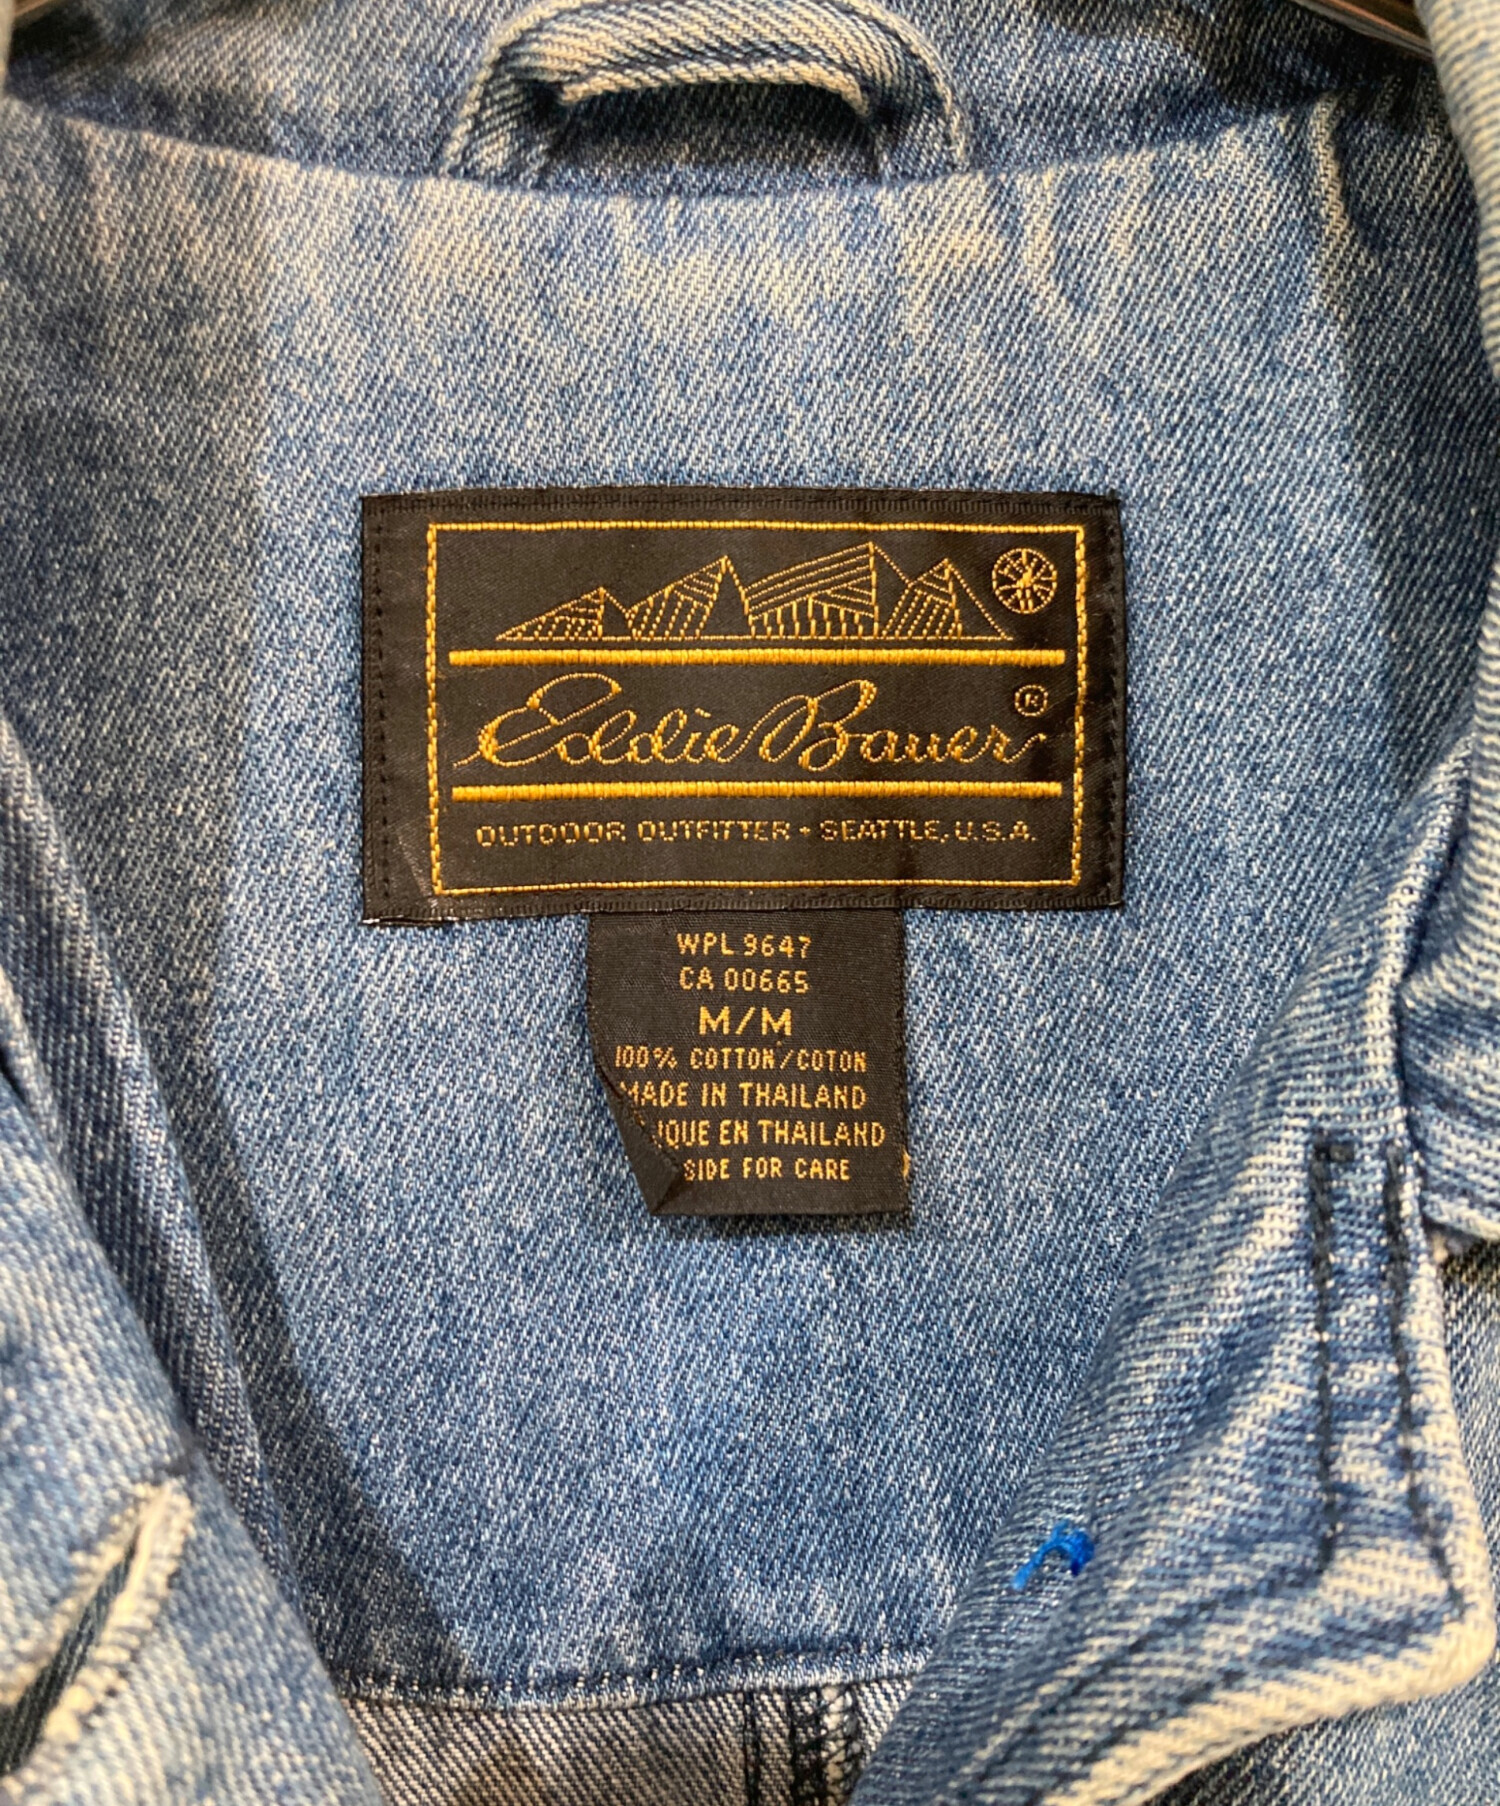 Eddie Bauer ®
OUTDOOR OUTFITTER • SEATTLE, U.S.A.
WPL 9647
CA 00665
M/M
100% COTTON/COTON
MADE IN THAILAND
EN THAILAND
SIDE FOR CARE